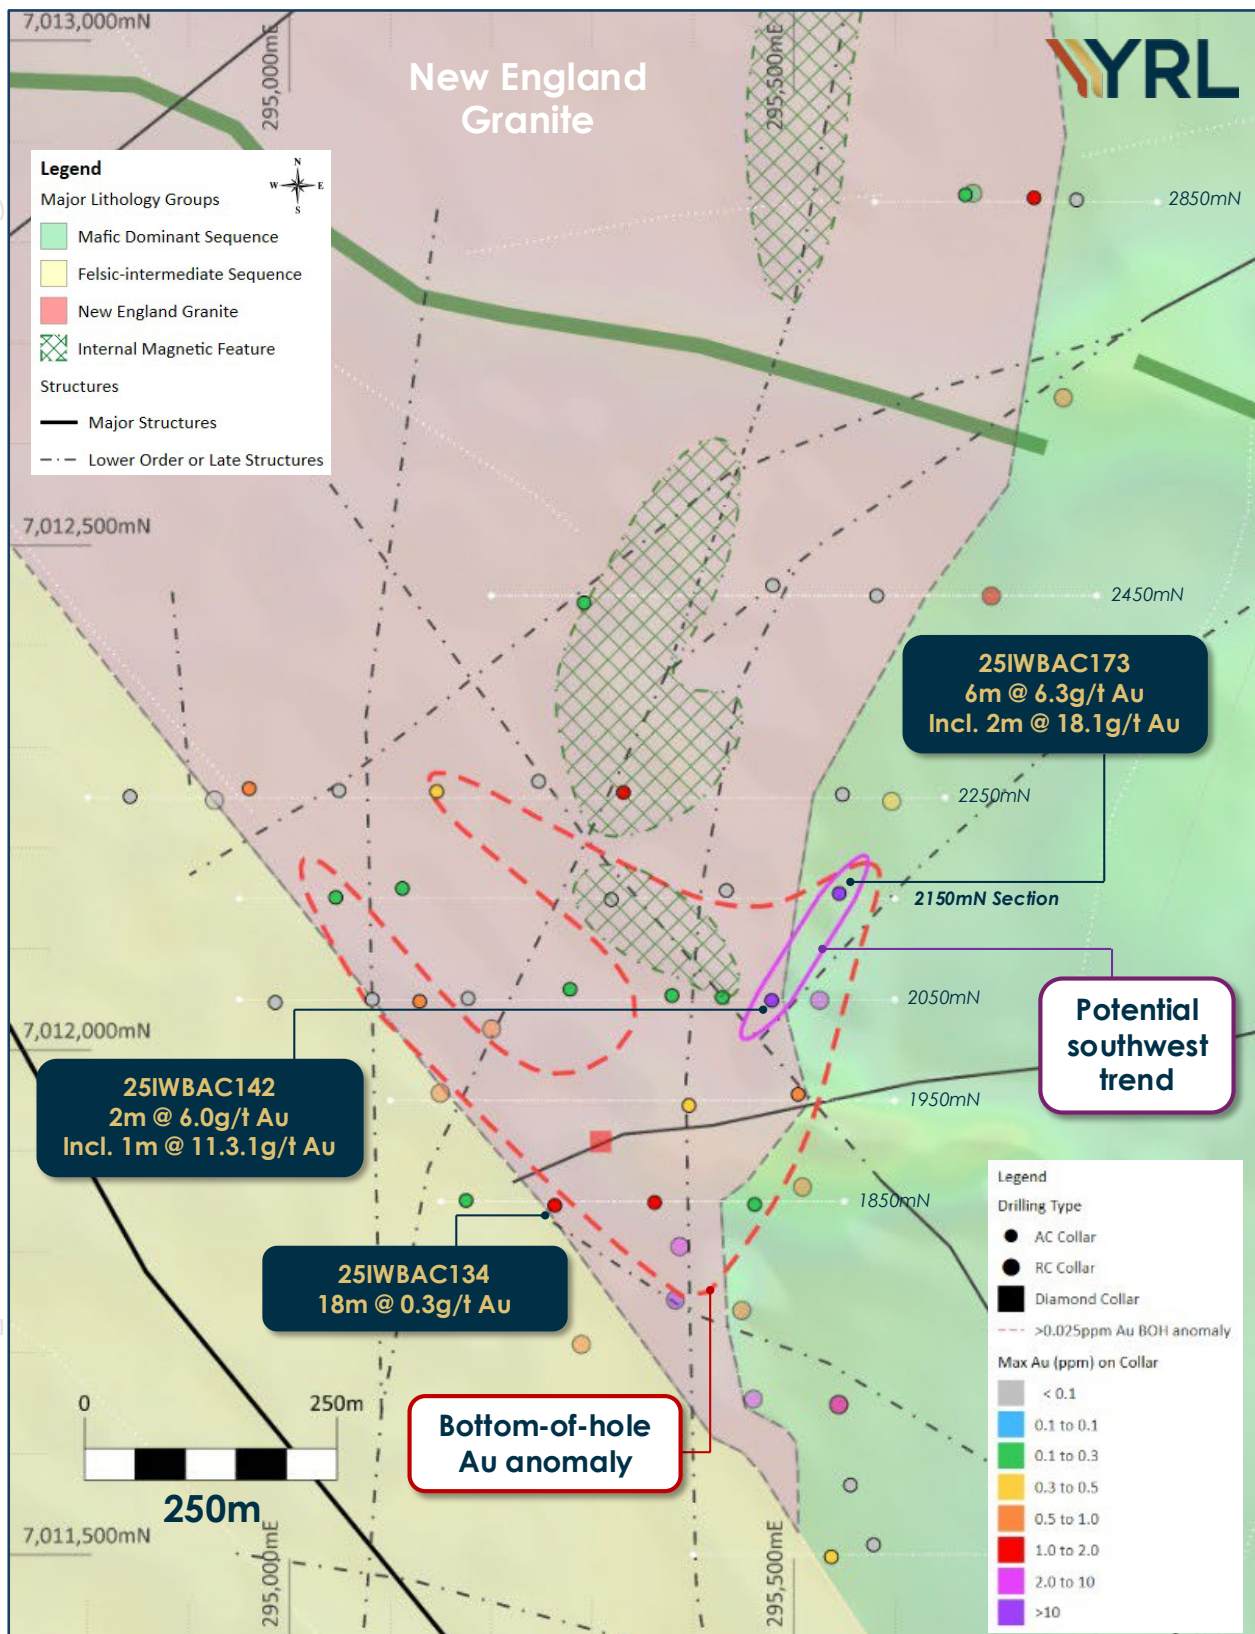 7,013,000mN
295,000mE
295,500mE
New England
Granite
YRL
Legend
N
W
E
S
Major Lithology Groups
Mafic Dominant Sequence
Felsic-intermediate Sequence
New England Granite
Internal Magnetic Feature
Structures
Major Structures
Lower Order or Late Structures
2850mN
7,012,500mN
2450mN
25IWBAC173
6m @ 6.3g/t Au
Incl. 2m @ 18.1g/t Au
2250mN
2150mN Section
2050mN
7,012,000mN
Potential
southwest
trend
25IWBAC142
2m @ 6.0g/t Au
Incl. 1m @ 11.3.1g/t Au
1950mN
1850mN
25IWBAC134
18m @ 0.3g/t Au
Legend
Drilling Type
AC Collar
RC Collar
Diamond Collar
>0.025ppm Au BOH anomaly
Max Au (ppm) on Collar
< 0.1
0.1 to 0.1
0.1 to 0.3
0.3 to 0.5
0.5 to 1.0
1.0 to 2.0
2.0 to 10
>10
0
250m
250m
Bottom-of-hole
Au anomaly
7,011,500mN
295,000mE
295,500mE